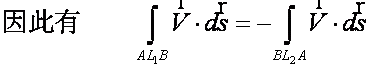 因此有 ∫_{AL₁B} V⃗·ds⃗ = −∫_{BL₂A} V⃗·ds⃗